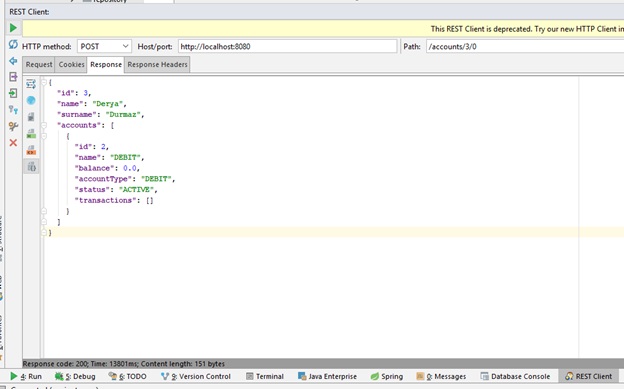 repository
REST Client:
This REST Client is deprecated. Try our new HTTP Client in
HTTP method: POST Host/port: http://localhost:8080 Path: /accounts/3/0
Request Cookies Response Response Headers
{
"id": 3,
"name": "Derya",
"surname": "Durmaz",
"accounts": [
{
"id": 2,
"name": "DEBIT",
"balance": 0.0,
"accountType": "DEBIT",
"status": "ACTIVE",
"transactions": []
}
]
}
Response code: 200; Time: 13801ms; Content length: 151 bytes
4: Run 5: Debug 6: TODO 9: Version Control Terminal Java Enterprise Spring 0: Messages Database Console REST Client